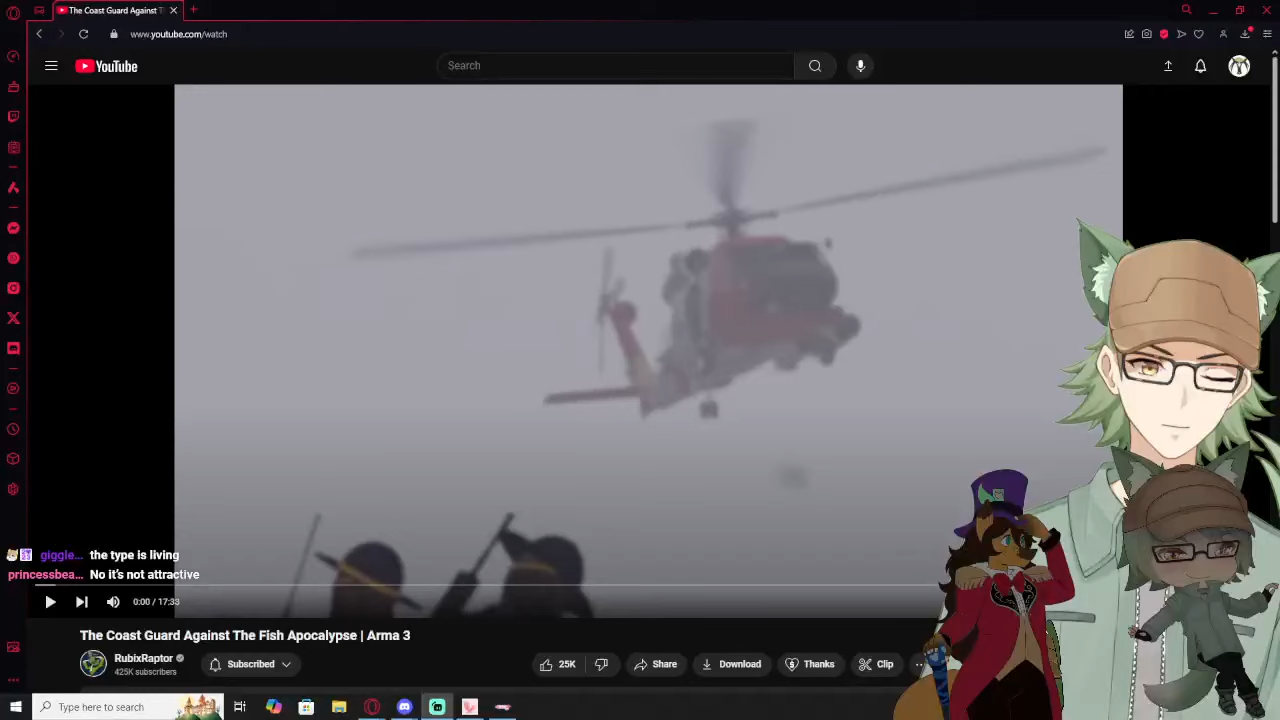 The Coast Guard Against T
www.youtube.com/watch
YouTube
Search
giggle... the type is living
princessbea... No it's not attractive
0:00 / 17:33
The Coast Guard Against The Fish Apocalypse | Arma 3
RubixRaptor
425K subscribers
Subscribed
25K
Share
Download
Thanks
Clip
Type here to search